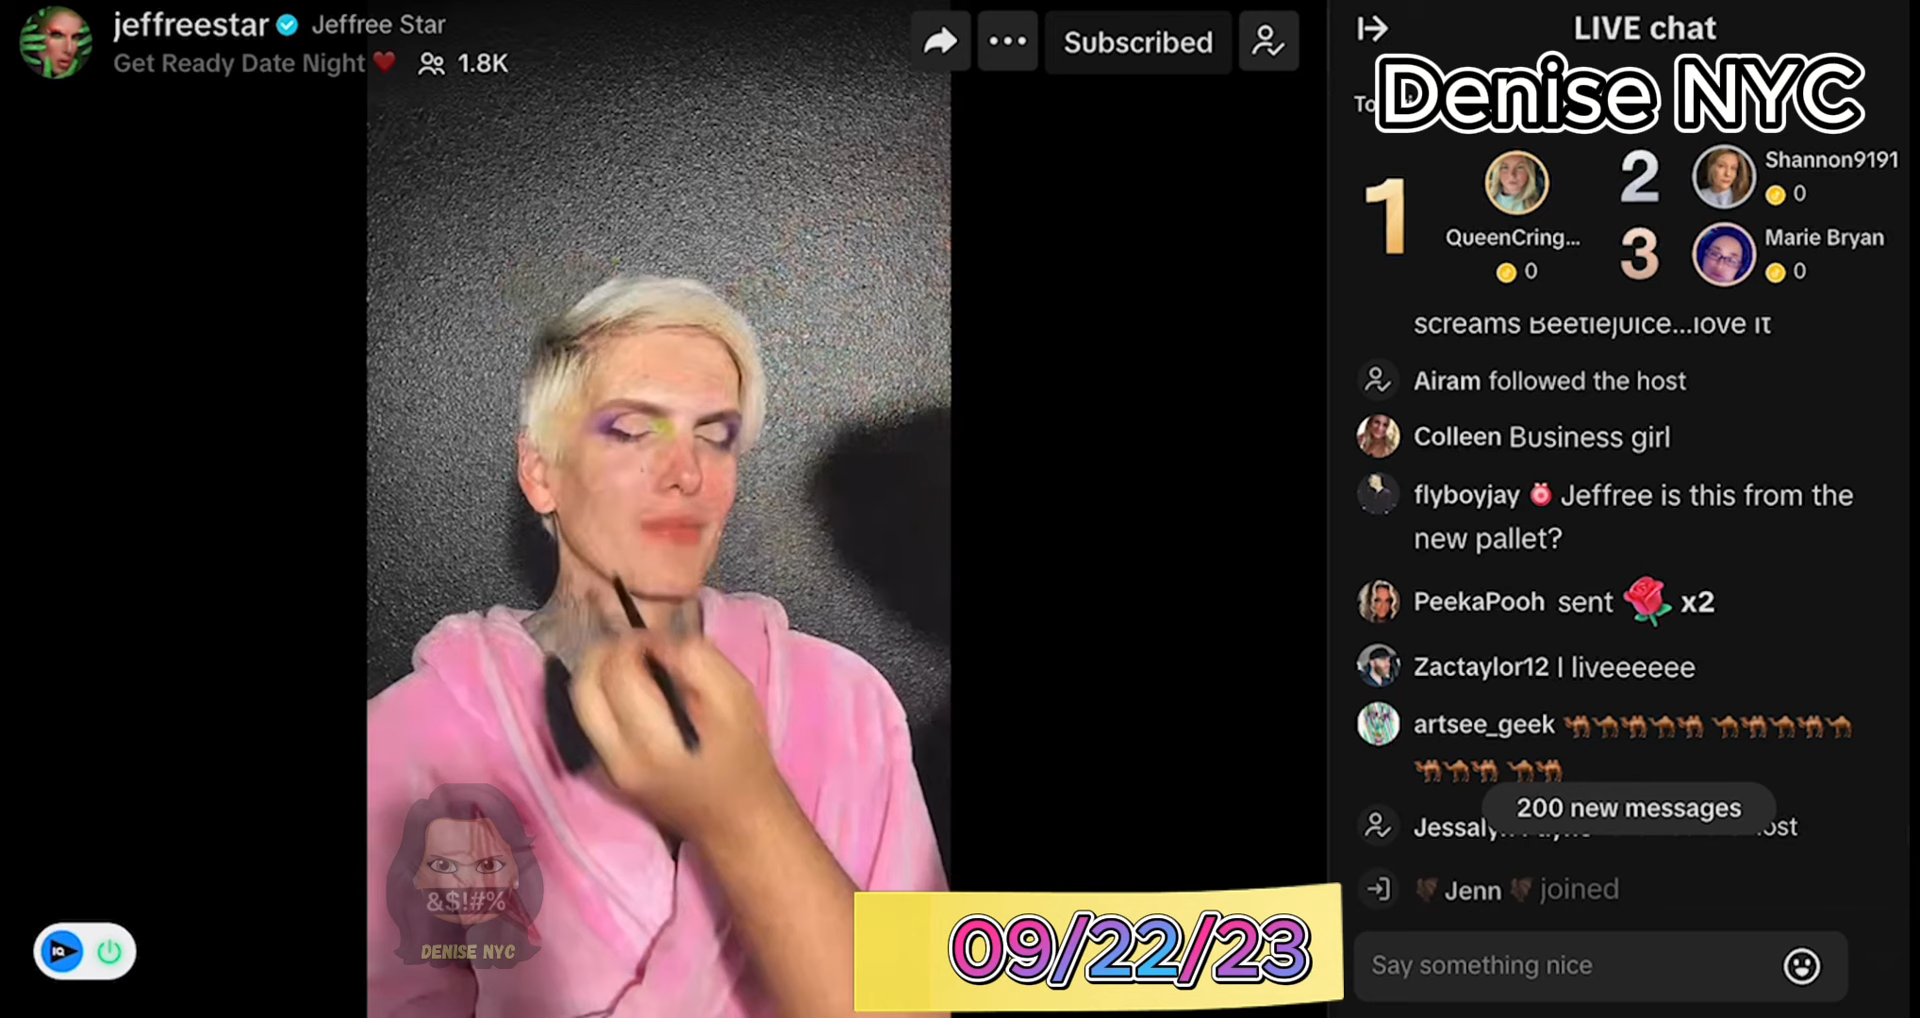 jeffreestar Jeffree Star
Get Ready Date Night ❤️ 1.8K
Subscribed
LIVE chat
Denise NYC
1
QueenCring...
0
2
Shannon9191
0
3
Marie Bryan
0
screams Beetlejuice...love it
Airam followed the host
Colleen Business girl
flyboyjay Jeffree is this from the
new pallet?
PeekaPooh sent 🌹 x2
Zactaylor12 I liveeeeee
artsee_geek 🐫🐪🐫🐪🐫 🐪🐫🐪🐫🐪
🐫🐪🐫 🐪🐫
200 new messages
Jenn joined
Say something nice
&$!#%
DENISE NYC
IQ
09/22/23